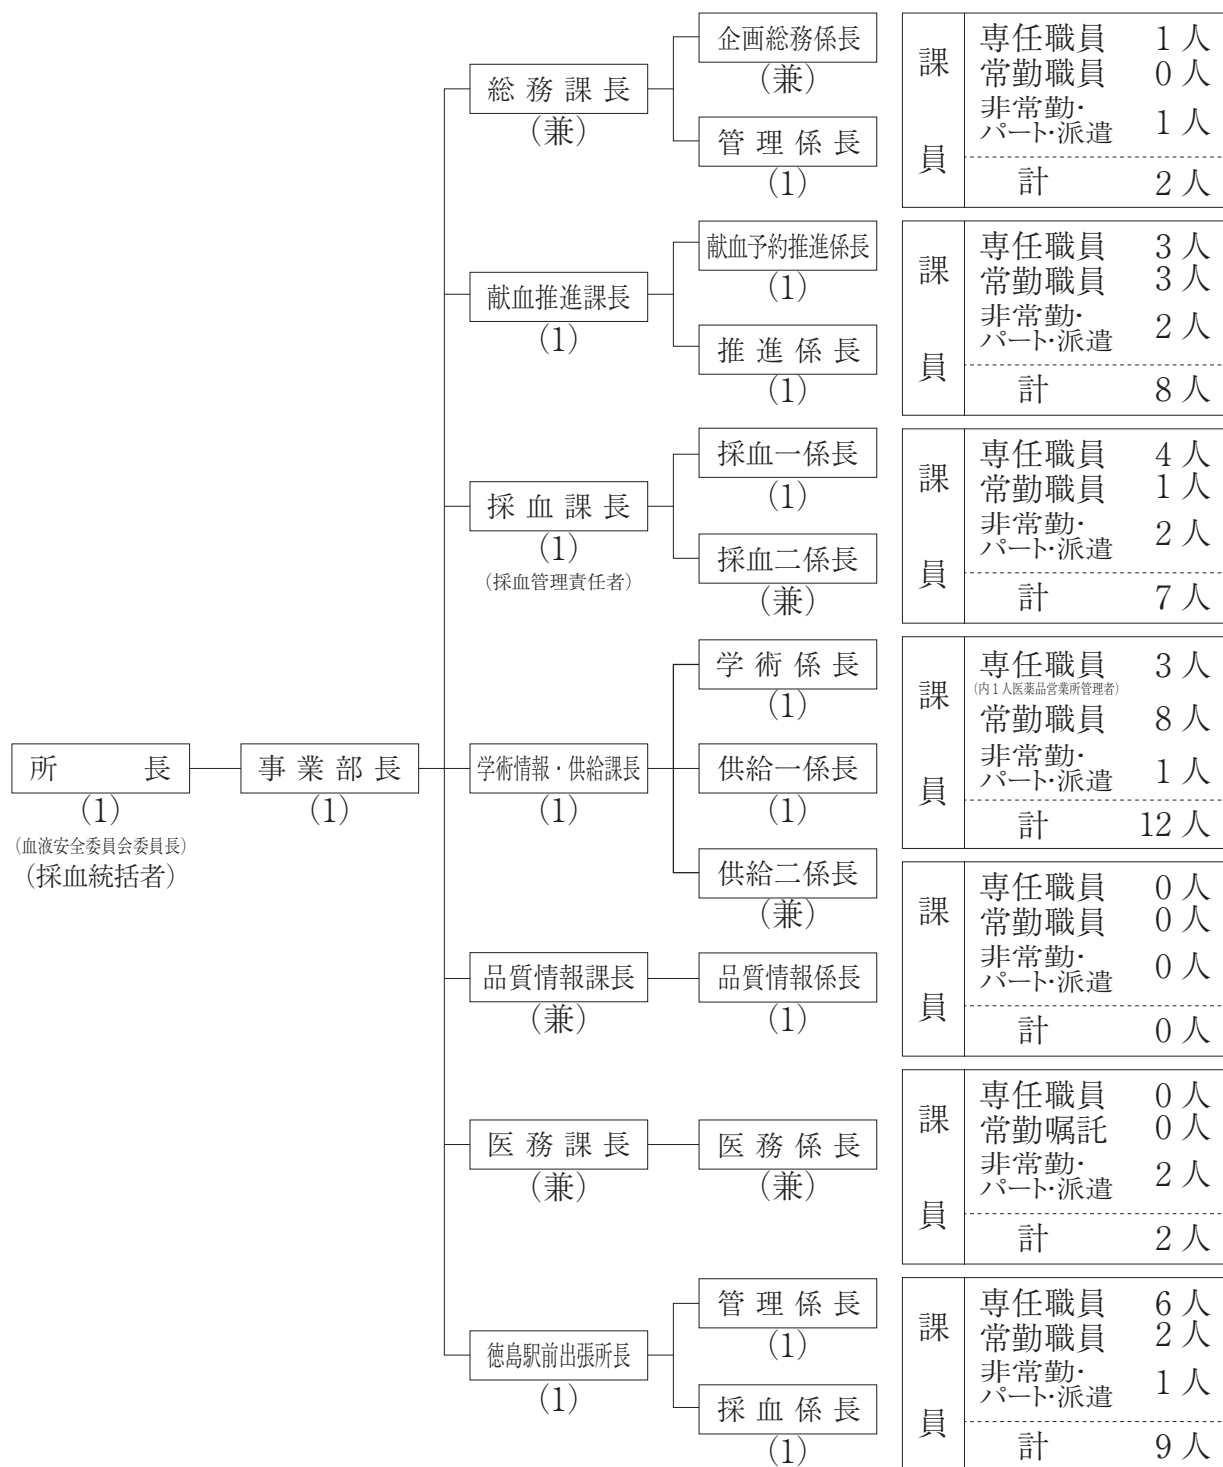 所長
(1)
(血液安全委員会委員長)
(採血統括者)
事業部長
(1)
総務課長
(兼)
企画総務係長
(兼)
管理係長
(1)
課員
専任職員 1人
常勤職員 0人
非常勤・
パート・派遣 1人
計 2人
献血推進課長
(1)
献血予約推進係長
(1)
推進係長
(1)
課員
専任職員 3人
常勤職員 3人
非常勤・
パート・派遣 2人
計 8人
採血課長
(1)
(採血管理責任者)
採血一係長
(1)
採血二係長
(兼)
課員
専任職員 4人
常勤職員 1人
非常勤・
パート・派遣 2人
計 7人
学術情報・供給課長
(1)
学術係長
(1)
供給一係長
(1)
供給二係長
(兼)
課員
専任職員 3人
(内1人医薬品営業所管理者)
常勤職員 8人
非常勤・
パート・派遣 1人
計 12人
品質情報課長
(兼)
品質情報係長
(1)
課員
専任職員 0人
常勤職員 0人
非常勤・
パート・派遣 0人
計 0人
医務課長
(兼)
医務係長
(兼)
課員
専任職員 0人
常勤嘱託 0人
非常勤・
パート・派遣 2人
計 2人
徳島駅前出張所長
(1)
管理係長
(1)
採血係長
(1)
課員
専任職員 6人
常勤職員 2人
非常勤・
パート・派遣 1人
計 9人